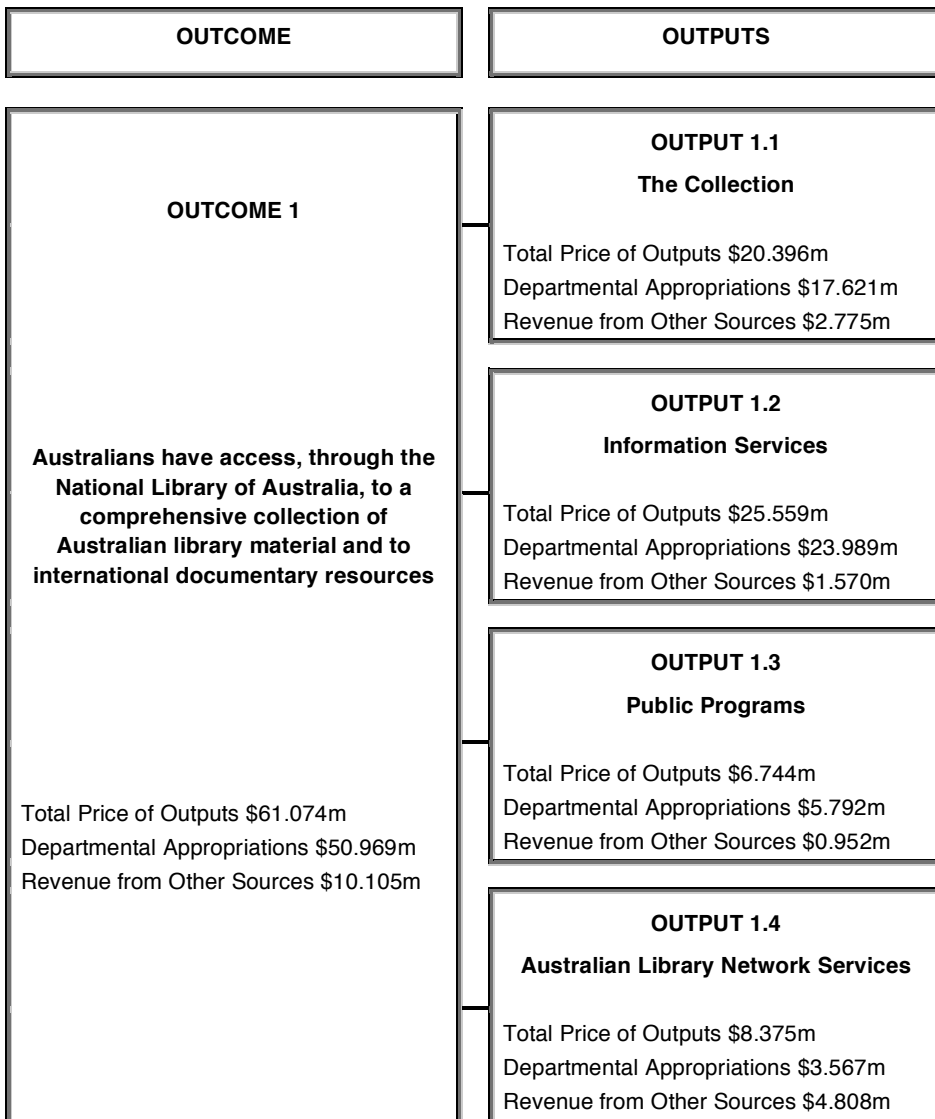 OUTCOME
OUTPUTS
OUTCOME 1
Australians have access, through the
National Library of Australia, to a
comprehensive collection of
Australian library material and to
international documentary resources
Total Price of Outputs $61.074m
Departmental Appropriations $50.969m
Revenue from Other Sources $10.105m
OUTPUT 1.1
The Collection
Total Price of Outputs $20.396m
Departmental Appropriations $17.621m
Revenue from Other Sources $2.775m
OUTPUT 1.2
Information Services
Total Price of Outputs $25.559m
Departmental Appropriations $23.989m
Revenue from Other Sources $1.570m
OUTPUT 1.3
Public Programs
Total Price of Outputs $6.744m
Departmental Appropriations $5.792m
Revenue from Other Sources $0.952m
OUTPUT 1.4
Australian Library Network Services
Total Price of Outputs $8.375m
Departmental Appropriations $3.567m
Revenue from Other Sources $4.808m